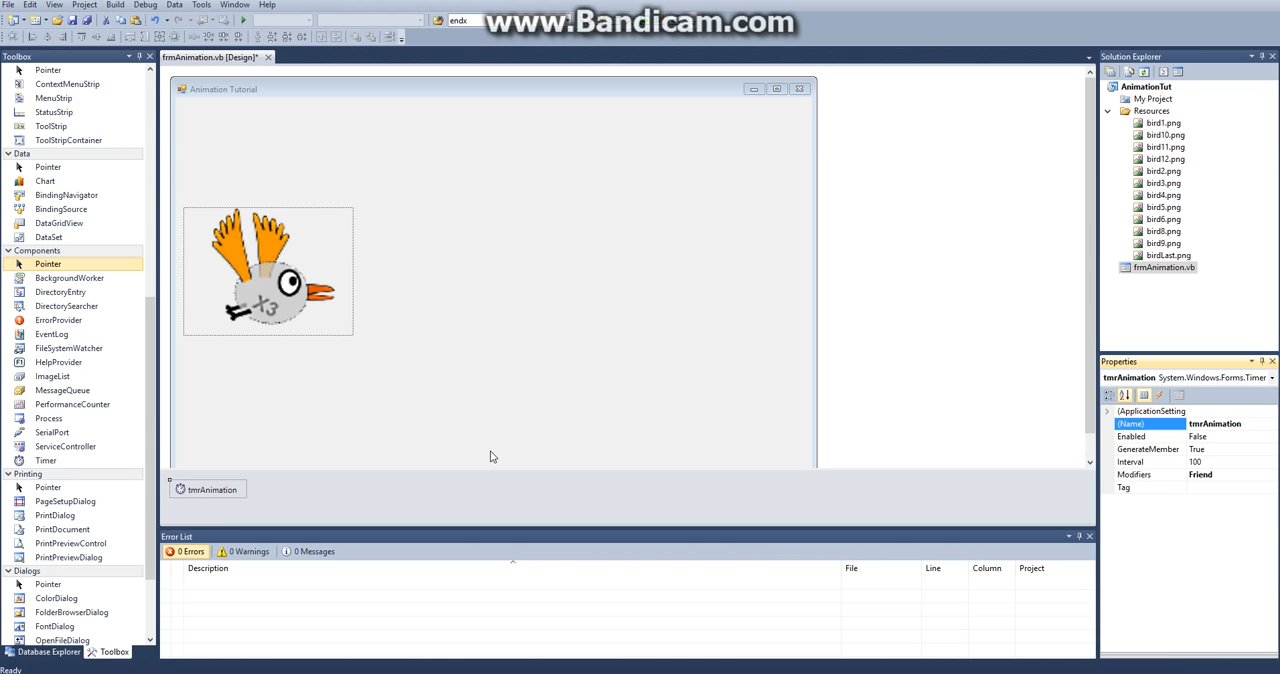 File Edit View Project Build Debug Data Tools Window Help
endx
www.Bandicam.com
Toolbox
frmAnimation.vb [Design]*
Solution Explorer
Pointer
ContextMenuStrip
MenuStrip
StatusStrip
ToolStrip
ToolStripContainer
Data
Pointer
Chart
BindingNavigator
BindingSource
DataGridView
DataSet
Components
Pointer
BackgroundWorker
DirectoryEntry
DirectorySearcher
ErrorProvider
EventLog
FileSystemWatcher
HelpProvider
ImageList
MessageQueue
PerformanceCounter
Process
SerialPort
ServiceController
Timer
Printing
Pointer
PageSetupDialog
PrintDialog
PrintDocument
PrintPreviewControl
PrintPreviewDialog
Dialogs
Pointer
ColorDialog
FolderBrowserDialog
FontDialog
OpenFileDialog
Database Explorer Toolbox
Ready
Animation Tutorial
X3
tmrAnimation
Error List
0 Errors 0 Warnings 0 Messages
Description File Line Column Project
AnimationTut
My Project
Resources
bird1.png
bird10.png
bird11.png
bird12.png
bird2.png
bird3.png
bird4.png
bird5.png
bird6.png
bird8.png
bird9.png
birdLast.png
frmAnimation.vb
Properties
tmrAnimation System.Windows.Forms.Timer
(ApplicationSetting
(Name) tmrAnimation
Enabled False
GenerateMember True
Interval 100
Modifiers Friend
Tag